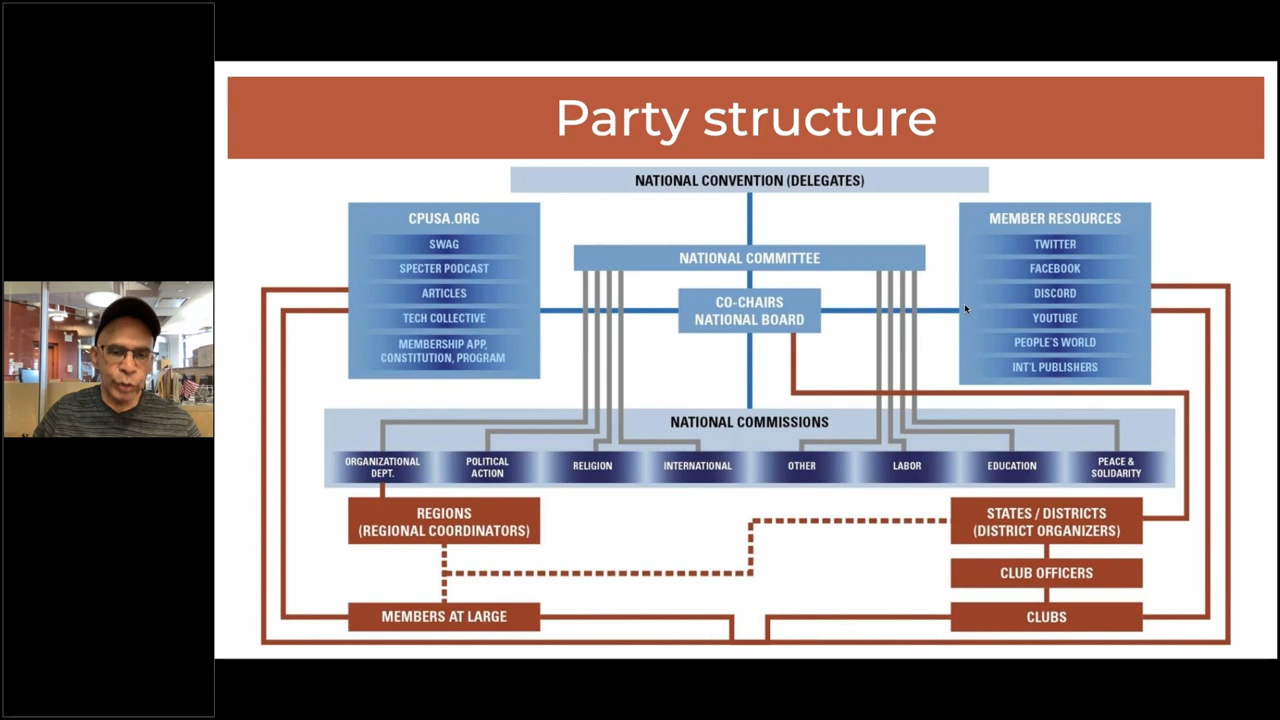 Party structure
NATIONAL CONVENTION (DELEGATES)
CPUSA.ORG
SWAG
SPECTER PODCAST
ARTICLES
TECH COLLECTIVE
MEMBERSHIP APP,
CONSTITUTION, PROGRAM
NATIONAL COMMITTEE
CO-CHAIRS
NATIONAL BOARD
MEMBER RESOURCES
TWITTER
FACEBOOK
DISCORD
YOUTUBE
PEOPLE'S WORLD
INT'L PUBLISHERS
NATIONAL COMMISSIONS
ORGANIZATIONAL
DEPT.
POLITICAL
ACTION
RELIGION
INTERNATIONAL
OTHER
LABOR
EDUCATION
PEACE &
SOLIDARITY
REGIONS
(REGIONAL COORDINATORS)
STATES / DISTRICTS
(DISTRICT ORGANIZERS)
CLUB OFFICERS
MEMBERS AT LARGE
CLUBS